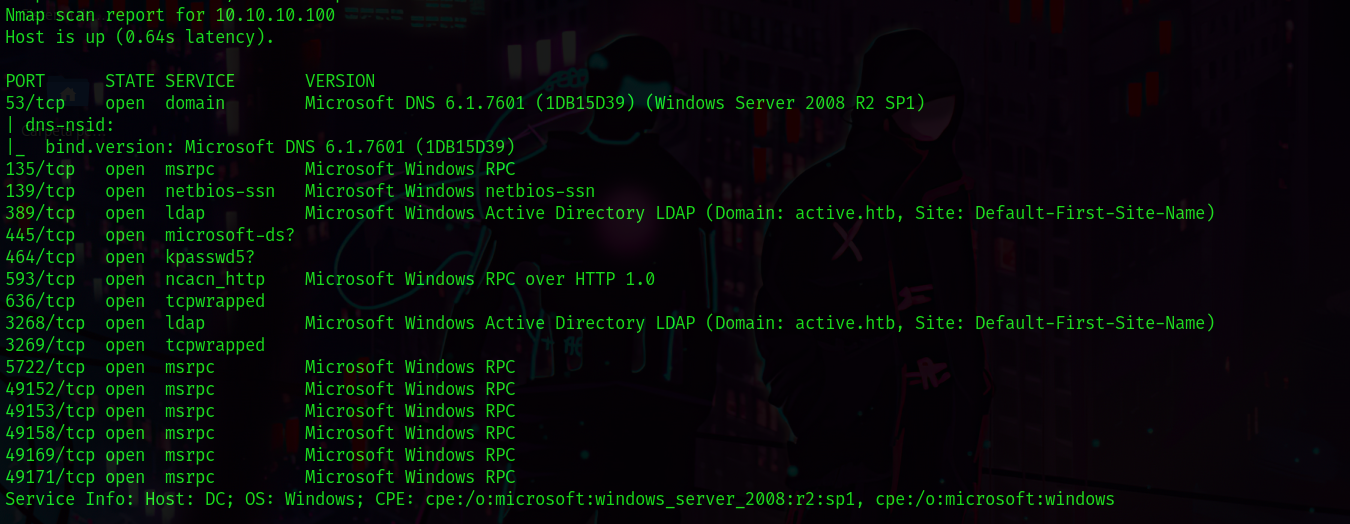 Nmap scan report for 10.10.10.100
Host is up (0.64s latency).
PORT      STATE SERVICE       VERSION
53/tcp    open  domain        Microsoft DNS 6.1.7601 (1DB15D39) (Windows Server 2008 R2 SP1)
| dns-nsid:
|_  bind.version: Microsoft DNS 6.1.7601 (1DB15D39)
135/tcp   open  msrpc         Microsoft Windows RPC
139/tcp   open  netbios-ssn   Microsoft Windows netbios-ssn
389/tcp   open  ldap          Microsoft Windows Active Directory LDAP (Domain: active.htb, Site: Default-First-Site-Name)
445/tcp   open  microsoft-ds?
464/tcp   open  kpasswd5?
593/tcp   open  ncacn_http    Microsoft Windows RPC over HTTP 1.0
636/tcp   open  tcpwrapped
3268/tcp  open  ldap          Microsoft Windows Active Directory LDAP (Domain: active.htb, Site: Default-First-Site-Name)
3269/tcp  open  tcpwrapped
5722/tcp  open  msrpc         Microsoft Windows RPC
49152/tcp open  msrpc         Microsoft Windows RPC
49153/tcp open  msrpc         Microsoft Windows RPC
49158/tcp open  msrpc         Microsoft Windows RPC
49169/tcp open  msrpc         Microsoft Windows RPC
49171/tcp open  msrpc         Microsoft Windows RPC
Service Info: Host: DC; OS: Windows; CPE: cpe:/o:microsoft:windows_server_2008:r2:sp1, cpe:/o:microsoft:windows